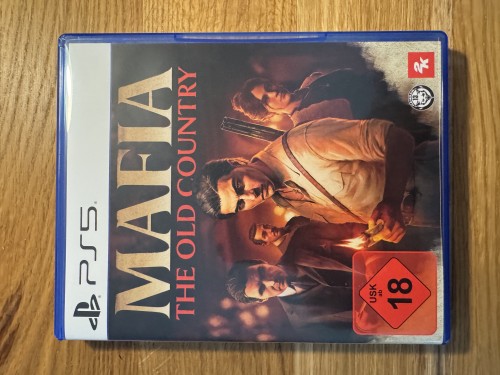 PS5
MAFIA
THE OLD COUNTRY
2K
USK
ab
18